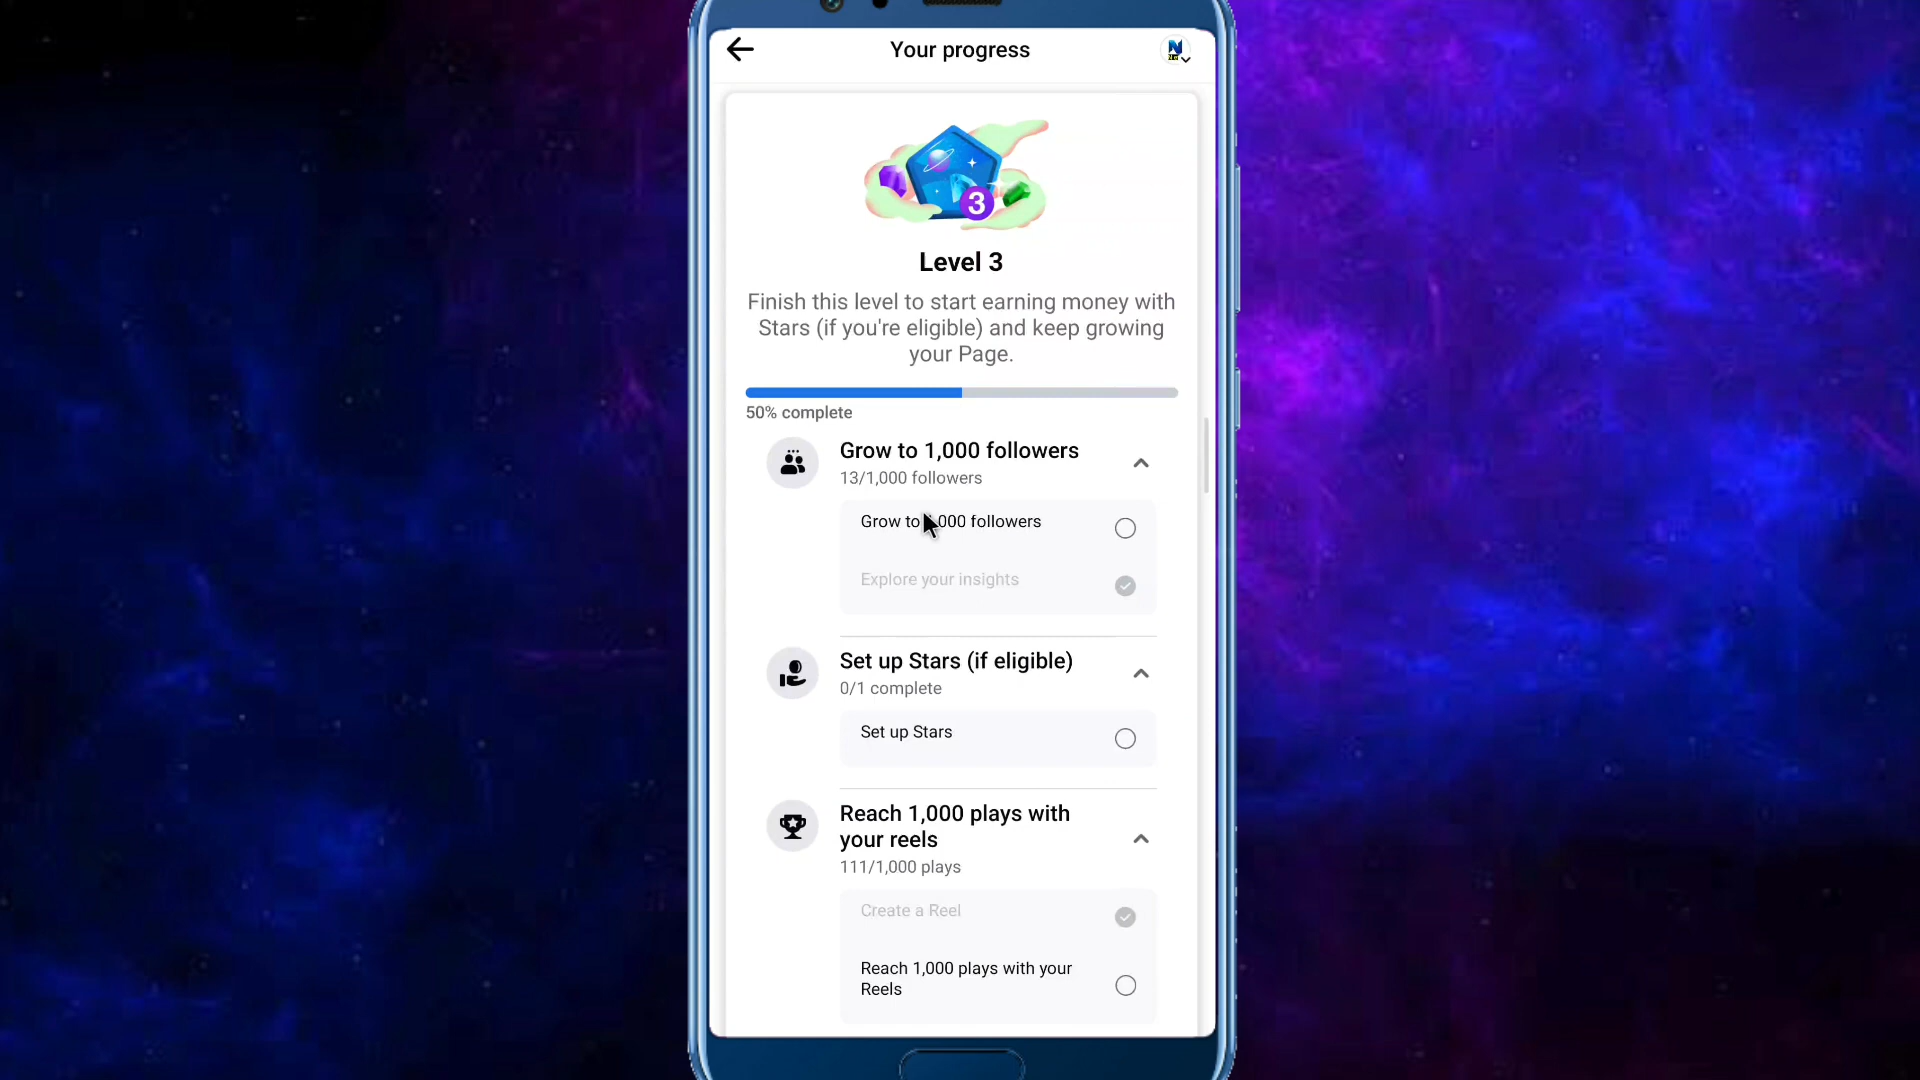 Your progress
3
Level 3
Finish this level to start earning money with
Stars (if you're eligible) and keep growing
your Page.
50% complete
Grow to 1,000 followers
13/1,000 followers
Grow to 1,000 followers
Explore your insights
Set up Stars (if eligible)
0/1 complete
Set up Stars
Reach 1,000 plays with
your reels
111/1,000 plays
Create a Reel
Reach 1,000 plays with your
Reels